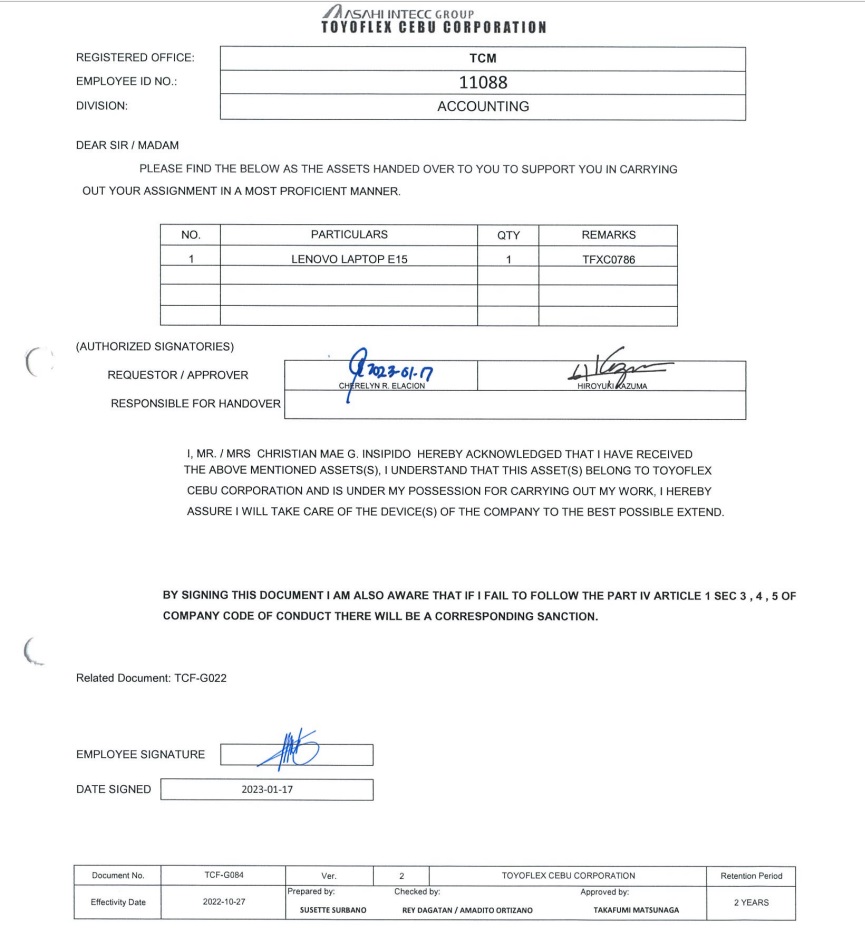 ASAHI INTECC GROUP
TOYOFLEX CEBU CORPORATION
REGISTERED OFFICE: TCM
EMPLOYEE ID NO.: 11088
DIVISION: ACCOUNTING
DEAR SIR / MADAM
PLEASE FIND THE BELOW AS THE ASSETS HANDED OVER TO YOU TO SUPPORT YOU IN CARRYING
OUT YOUR ASSIGNMENT IN A MOST PROFICIENT MANNER.
NO. PARTICULARS QTY REMARKS
1 LENOVO LAPTOP E15 1 TFXC0786
(AUTHORIZED SIGNATORIES)
2023-01-17
REQUESTOR / APPROVER CHERELYN R. ELACION HIROYUKI KAZUMA
RESPONSIBLE FOR HANDOVER
I, MR. / MRS CHRISTIAN MAE G. INSIPIDO HEREBY ACKNOWLEDGED THAT I HAVE RECEIVED
THE ABOVE MENTIONED ASSETS(S), I UNDERSTAND THAT THIS ASSET(S) BELONG TO TOYOFLEX
CEBU CORPORATION AND IS UNDER MY POSSESSION FOR CARRYING OUT MY WORK, I HEREBY
ASSURE I WILL TAKE CARE OF THE DEVICE(S) OF THE COMPANY TO THE BEST POSSIBLE EXTEND.
BY SIGNING THIS DOCUMENT I AM ALSO AWARE THAT IF I FAIL TO FOLLOW THE PART IV ARTICLE 1 SEC 3 , 4 , 5 OF
COMPANY CODE OF CONDUCT THERE WILL BE A CORRESPONDING SANCTION.
Related Document: TCF-G022
EMPLOYEE SIGNATURE
DATE SIGNED 2023-01-17
Document No. TCF-G084 Ver. 2 TOYOFLEX CEBU CORPORATION Retention Period
Effectivity Date 2022-10-27 Prepared by: Checked by: Approved by: 2 YEARS
SUSETTE SURBANO REY DAGATAN / AMADITO ORTIZANO TAKAFUMI MATSUNAGA